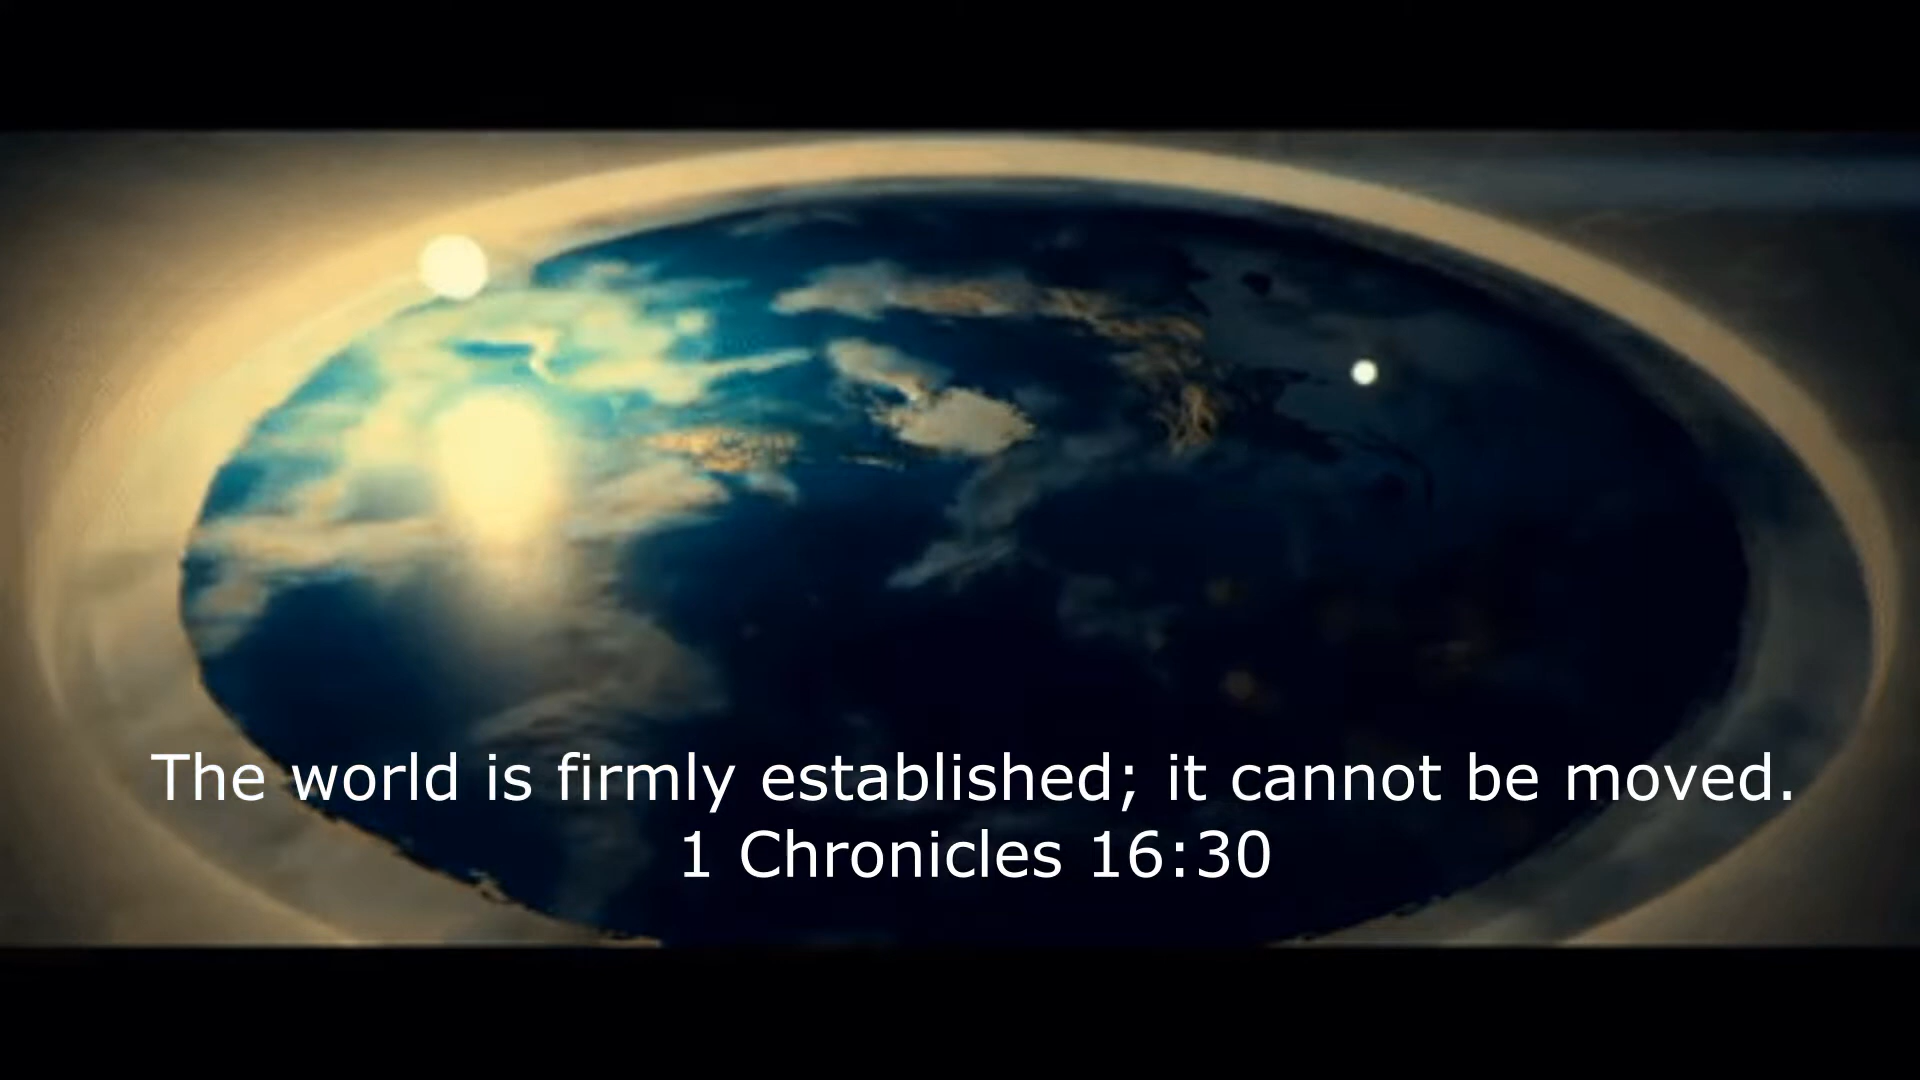 The world is firmly established; it cannot be moved.
1 Chronicles 16:30